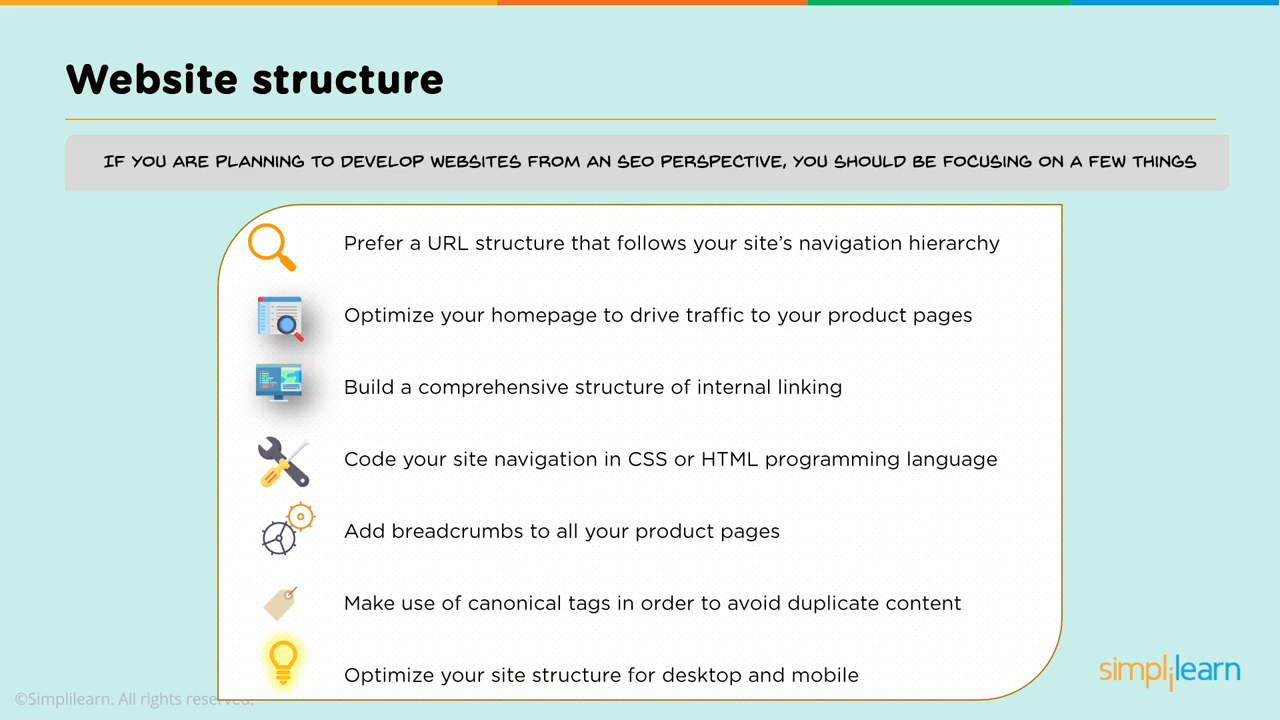 Website structure
IF YOU ARE PLANNING TO DEVELOP WEBSITES FROM AN SEO PERSPECTIVE, YOU SHOULD BE FOCUSING ON A FEW THINGS
Prefer a URL structure that follows your site’s navigation hierarchy
Optimize your homepage to drive traffic to your product pages
Build a comprehensive structure of internal linking
Code your site navigation in CSS or HTML programming language
Add breadcrumbs to all your product pages
Make use of canonical tags in order to avoid duplicate content
Optimize your site structure for desktop and mobile
simplilearn
©Simplilearn. All rights reserved.